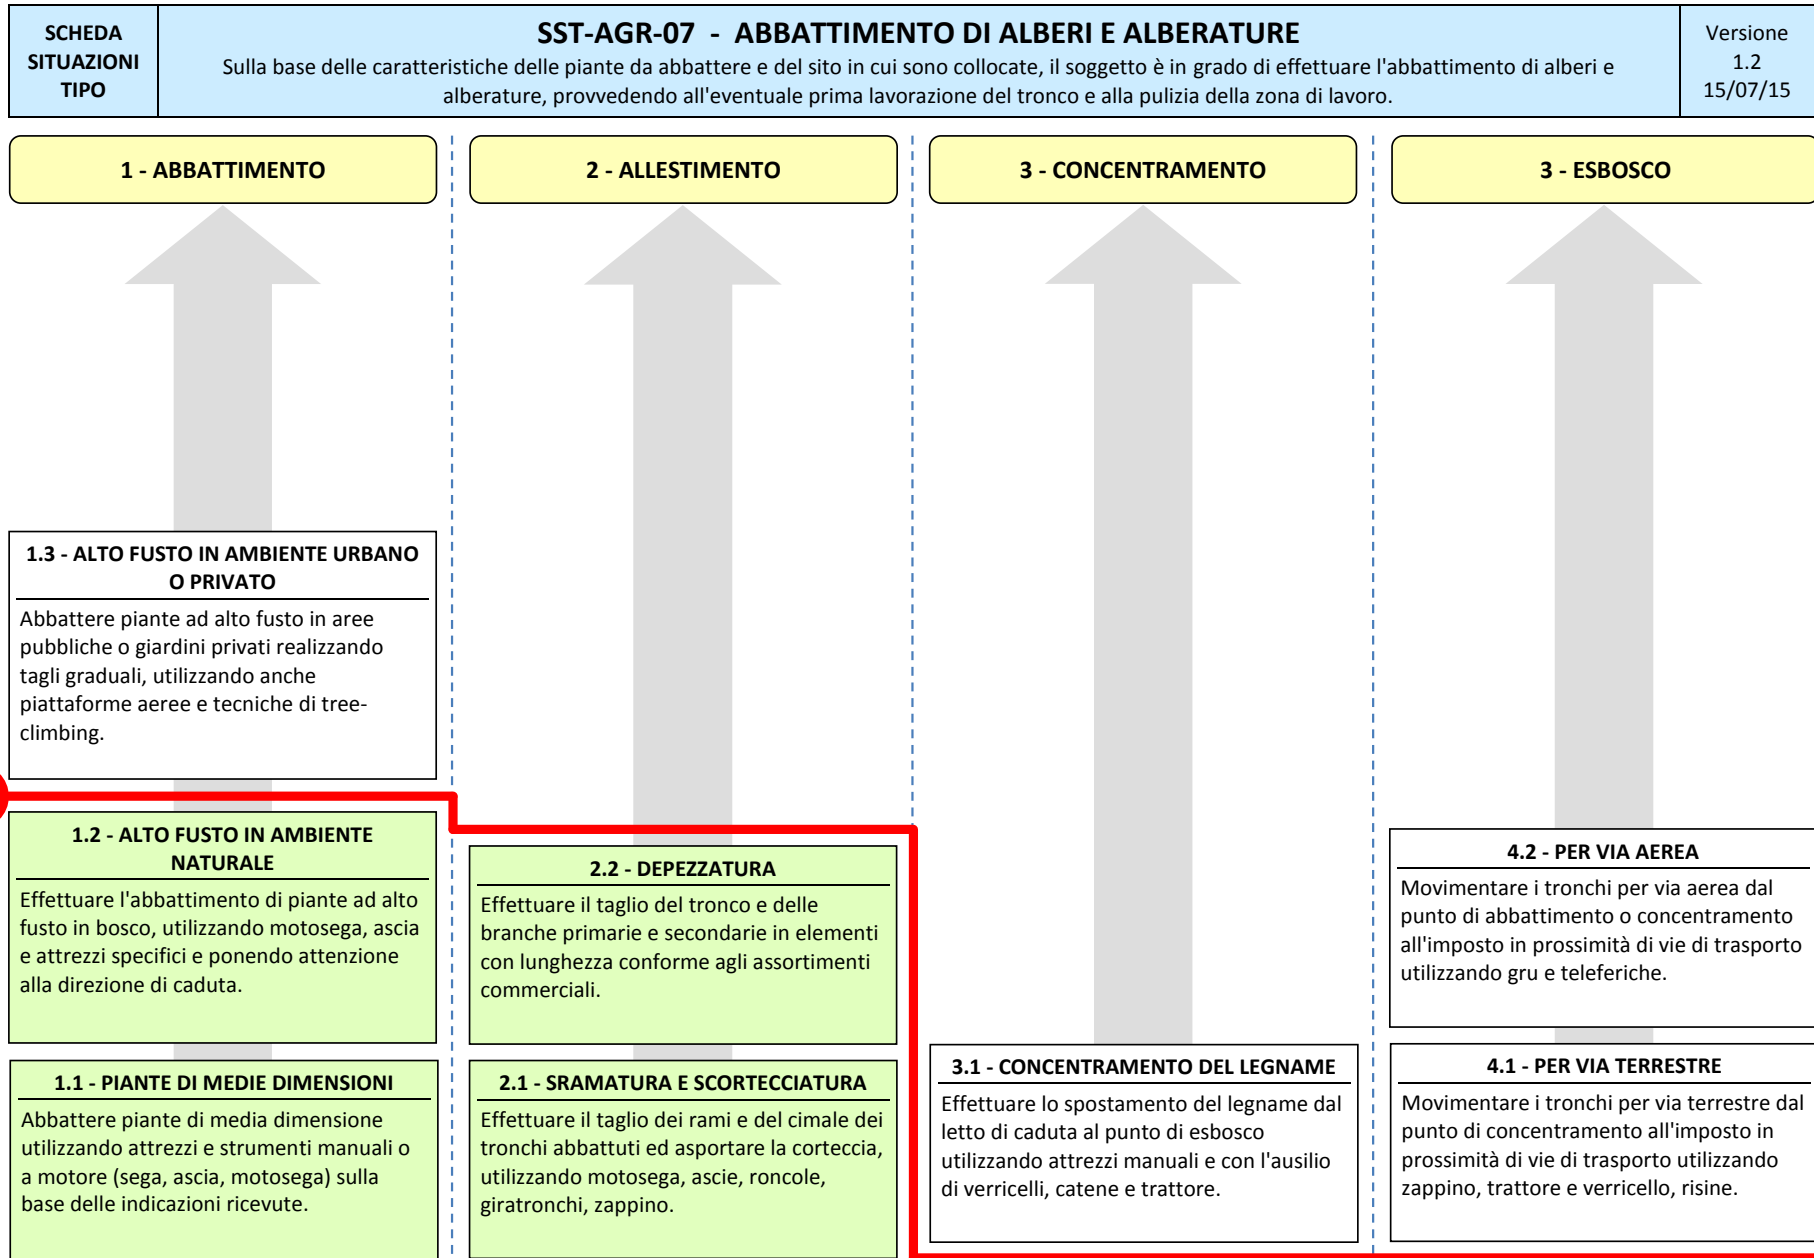 SCHEDA
SITUAZIONI
TIPO
SST-AGR-07 - ABBATTIMENTO DI ALBERI E ALBERATURE
Sulla base delle caratteristiche delle piante da abbattere e del sito in cui sono collocate, il soggetto è in grado di effettuare l'abbattimento di alberi e
alberature, provvedendo all'eventuale prima lavorazione del tronco e alla pulizia della zona di lavoro.
Versione
1.2
15/07/15
1 - ABBATTIMENTO
2 - ALLESTIMENTO
3 - CONCENTRAMENTO
3 - ESBOSCO
1.3 - ALTO FUSTO IN AMBIENTE URBANO
O PRIVATO
Abbattere piante ad alto fusto in aree
pubbliche o giardini privati realizzando
tagli graduali, utilizzando anche
piattaforme aeree e tecniche di tree-
climbing.
1.2 - ALTO FUSTO IN AMBIENTE
NATURALE
Effettuare l'abbattimento di piante ad alto
fusto in bosco, utilizzando motosega, ascia
e attrezzi specifici e ponendo attenzione
alla direzione di caduta.
1.1 - PIANTE DI MEDIE DIMENSIONI
Abbattere piante di media dimensione
utilizzando attrezzi e strumenti manuali o
a motore (sega, ascia, motosega) sulla
base delle indicazioni ricevute.
2.2 - DEPEZZATURA
Effettuare il taglio del tronco e delle
branche primarie e secondarie in elementi
con lunghezza conforme agli assortimenti
commerciali.
2.1 - SRAMATURA E SCORTECCIATURA
Effettuare il taglio dei rami e del cimale dei
tronchi abbattuti ed asportare la corteccia,
utilizzando motosega, ascie, roncole,
giratronchi, zappino.
3.1 - CONCENTRAMENTO DEL LEGNAME
Effettuare lo spostamento del legname dal
letto di caduta al punto di esbosco
utilizzando attrezzi manuali e con l'ausilio
di verricelli, catene e trattore.
4.2 - PER VIA AEREA
Movimentare i tronchi per via aerea dal
punto di abbattimento o concentramento
all'imposto in prossimità di vie di trasporto
utilizzando gru e teleferiche.
4.1 - PER VIA TERRESTRE
Movimentare i tronchi per via terrestre dal
punto di concentramento all'imposto in
prossimità di vie di trasporto utilizzando
zappino, trattore e verricello, risine.